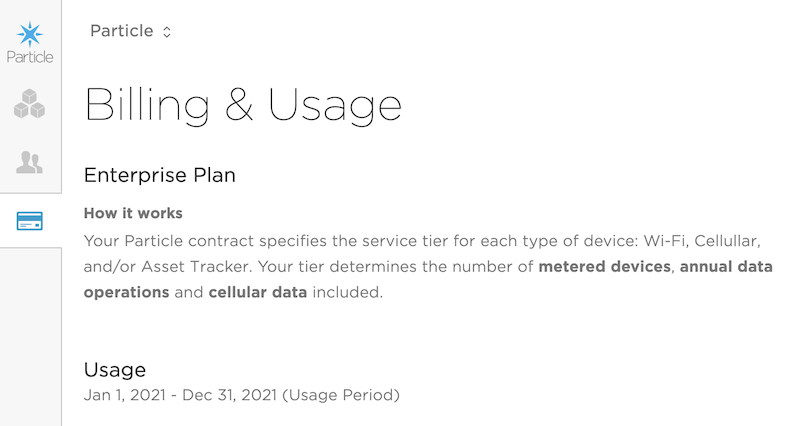 Particle
Particle
Billing & Usage
Enterprise Plan
How it works
Your Particle contract specifies the service tier for each type of device: Wi-Fi, Cellullar,
and/or Asset Tracker. Your tier determines the number of metered devices, annual data
operations and cellular data included.
Usage
Jan 1, 2021 - Dec 31, 2021 (Usage Period)